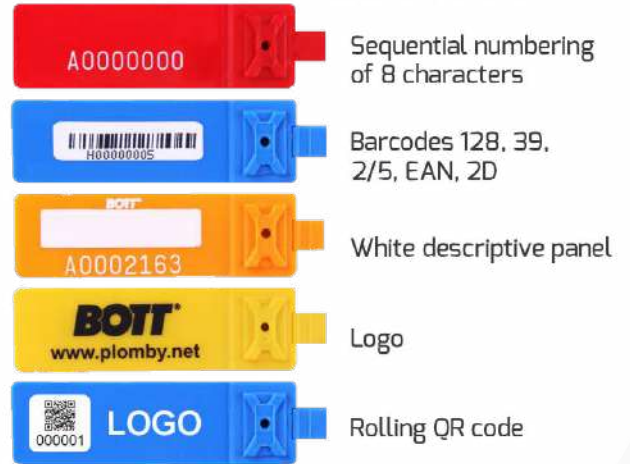 A0000000
Sequential numbering
of 8 characters
H00000005
Barcodes 128, 39,
2/5, EAN, 2D
BOTT
A0002163
White descriptive panel
BOTT®
www.plomby.net
Logo
000001
LOGO
Rolling QR code